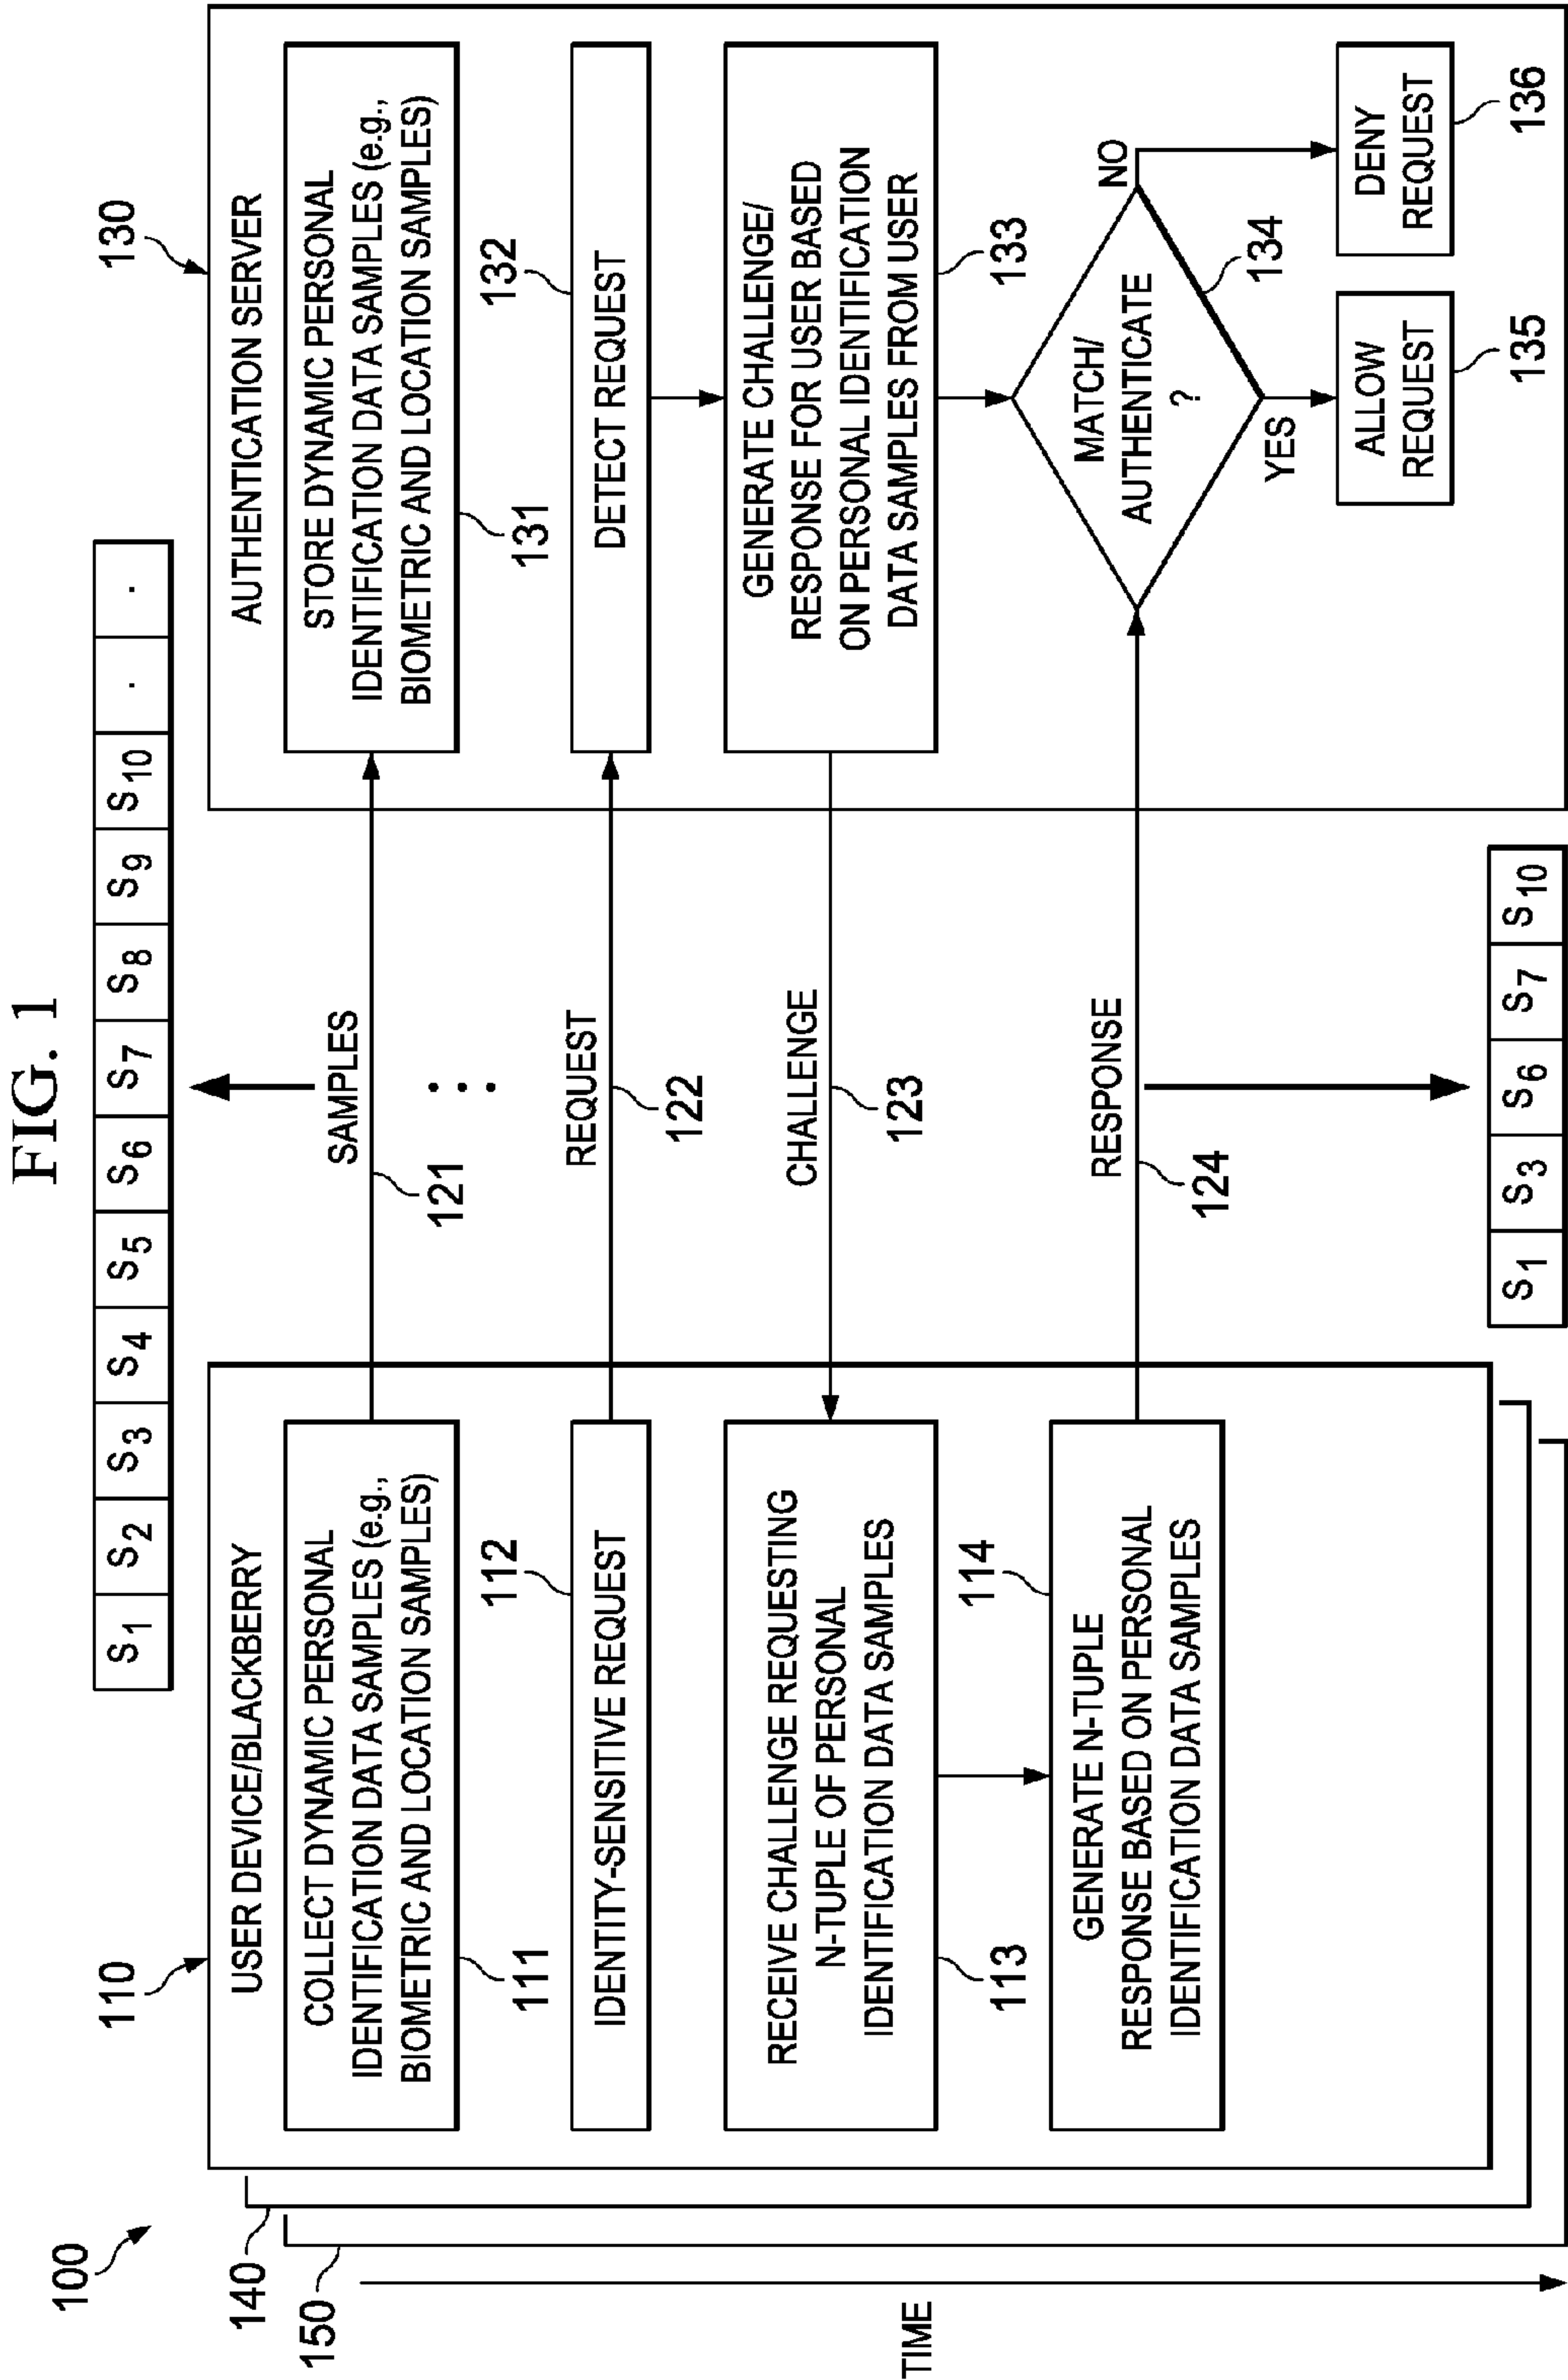 FIG. 1
100
S1 S2 S3 S4 S5 S6 S7 S8 S9 S10 . .
110
130
140
150
TIME
USER DEVICE/BLACKBERRY
COLLECT DYNAMIC PERSONAL
IDENTIFICATION DATA SAMPLES (e.g.,
BIOMETRIC AND LOCATION SAMPLES)
111
112
IDENTITY-SENSITIVE REQUEST
RECEIVE CHALLENGE REQUESTING
N-TUPLE OF PERSONAL
IDENTIFICATION DATA SAMPLES
113
114
GENERATE N-TUPLE
RESPONSE BASED ON PERSONAL
IDENTIFICATION DATA SAMPLES
SAMPLES
121
REQUEST
122
CHALLENGE
123
RESPONSE
124
S1 S3 S6 S7 S10
AUTHENTICATION SERVER
STORE DYNAMIC PERSONAL
IDENTIFICATION DATA SAMPLES (e.g.,
BIOMETRIC AND LOCATION SAMPLES)
131
132
DETECT REQUEST
GENERATE CHALLENGE/
RESPONSE FOR USER BASED
ON PERSONAL IDENTIFICATION
DATA SAMPLES FROM USER
133
MATCH/
AUTHENTICATE
?
134
NO
YES
ALLOW
REQUEST
135
DENY
REQUEST
136